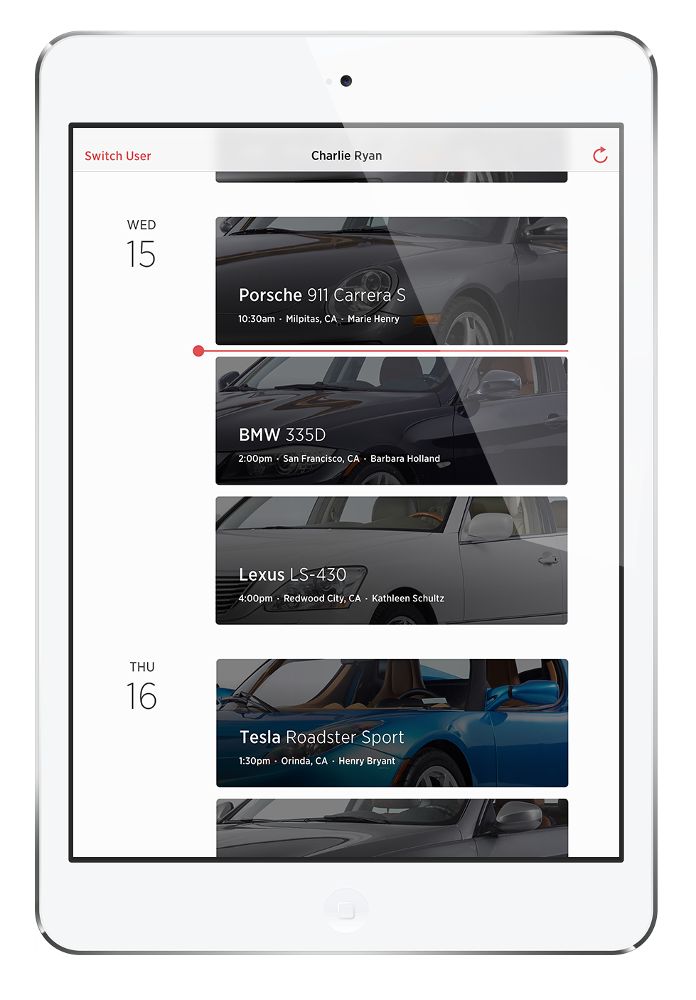 Switch User
Charlie Ryan
WED
15
Porsche 911 Carrera S
10:30am · Milpitas, CA · Marie Henry
BMW 335D
2:00pm · San Francisco, CA · Barbara Holland
Lexus LS-430
4:00pm · Redwood City, CA · Kathleen Schultz
THU
16
Tesla Roadster Sport
1:30pm · Orinda, CA · Henry Bryant